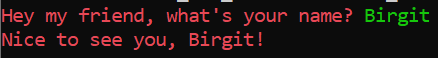 Hey my friend, what's your name? Birgit
Nice to see you, Birgit!